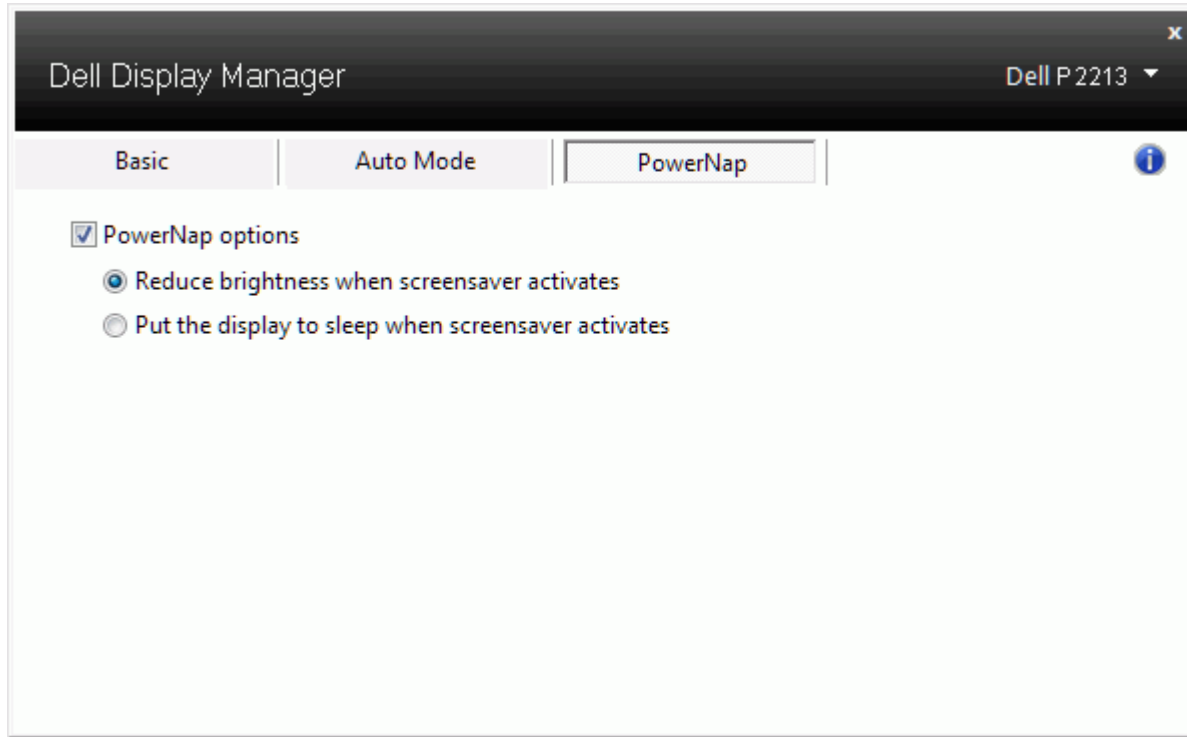 x
Dell Display Manager
Dell P2213
Basic Auto Mode PowerNap
PowerNap options
Reduce brightness when screensaver activates
Put the display to sleep when screensaver activates